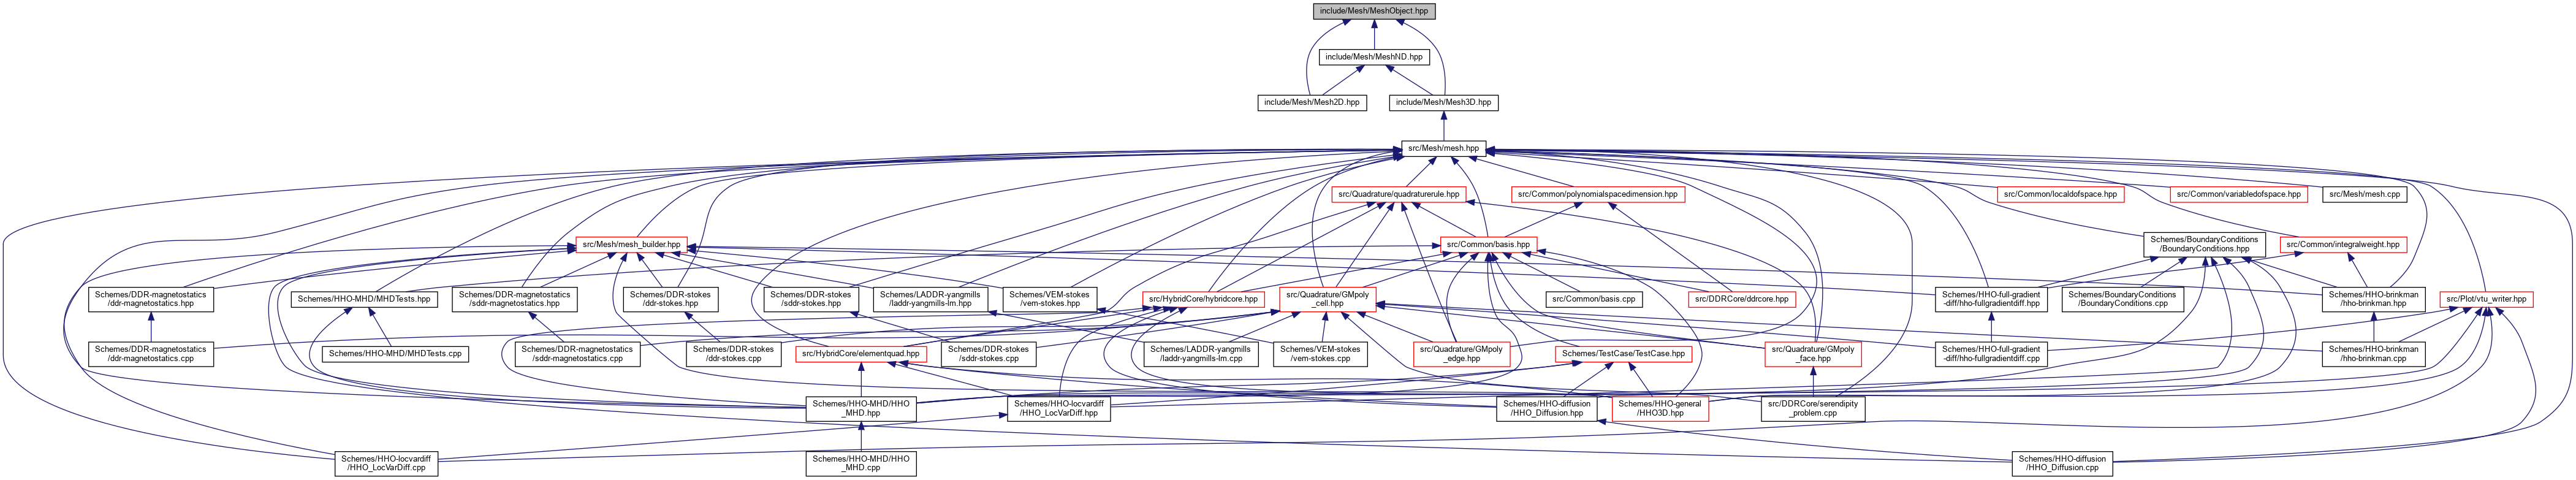 include/Mesh/MeshObject.hpp
include/Mesh/MeshND.hpp
include/Mesh/Mesh2D.hpp
include/Mesh/Mesh3D.hpp
src/Mesh/mesh.hpp
src/Quadrature/quadraturerule.hpp
src/Common/polynomialspacedimension.hpp
src/Common/localdofspace.hpp
src/Common/variabledofspace.hpp
src/Mesh/mesh.cpp
src/Mesh/mesh_builder.hpp
src/Common/basis.hpp
Schemes/BoundaryConditions
/BoundaryConditions.hpp
src/Common/integralweight.hpp
Schemes/DDR-magnetostatics
/ddr-magnetostatics.hpp
Schemes/HHO-MHD/MHDTests.hpp
Schemes/DDR-magnetostatics
/sddr-magnetostatics.hpp
Schemes/DDR-stokes
/ddr-stokes.hpp
Schemes/DDR-stokes
/sddr-stokes.hpp
Schemes/LADDR-yangmills
/laddr-yangmills-lm.hpp
Schemes/VEM-stokes
/vem-stokes.hpp
src/HybridCore/hybridcore.hpp
src/Quadrature/GMpoly
_cell.hpp
src/Common/basis.cpp
src/DDRCore/ddrcore.hpp
Schemes/HHO-full-gradient
-diff/hho-fullgradientdiff.hpp
Schemes/BoundaryConditions
/BoundaryConditions.cpp
Schemes/HHO-brinkman
/hho-brinkman.hpp
src/Plot/vtu_writer.hpp
Schemes/DDR-magnetostatics
/ddr-magnetostatics.cpp
Schemes/HHO-MHD/MHDTests.cpp
Schemes/DDR-magnetostatics
/sddr-magnetostatics.cpp
Schemes/DDR-stokes
/ddr-stokes.cpp
src/HybridCore/elementquad.hpp
Schemes/DDR-stokes
/sddr-stokes.cpp
Schemes/LADDR-yangmills
/laddr-yangmills-lm.cpp
Schemes/VEM-stokes
/vem-stokes.cpp
src/Quadrature/GMpoly
_edge.hpp
Schemes/TestCase/TestCase.hpp
src/Quadrature/GMpoly
_face.hpp
Schemes/HHO-full-gradient
-diff/hho-fullgradientdiff.cpp
Schemes/HHO-brinkman
/hho-brinkman.cpp
Schemes/HHO-MHD/HHO
_MHD.hpp
Schemes/HHO-locvardiff
/HHO_LocVarDiff.hpp
Schemes/HHO-diffusion
/HHO_Diffusion.hpp
Schemes/HHO-general
/HHO3D.hpp
src/DDRCore/serendipity
_problem.cpp
Schemes/HHO-locvardiff
/HHO_LocVarDiff.cpp
Schemes/HHO-MHD/HHO
_MHD.cpp
Schemes/HHO-diffusion
/HHO_Diffusion.cpp